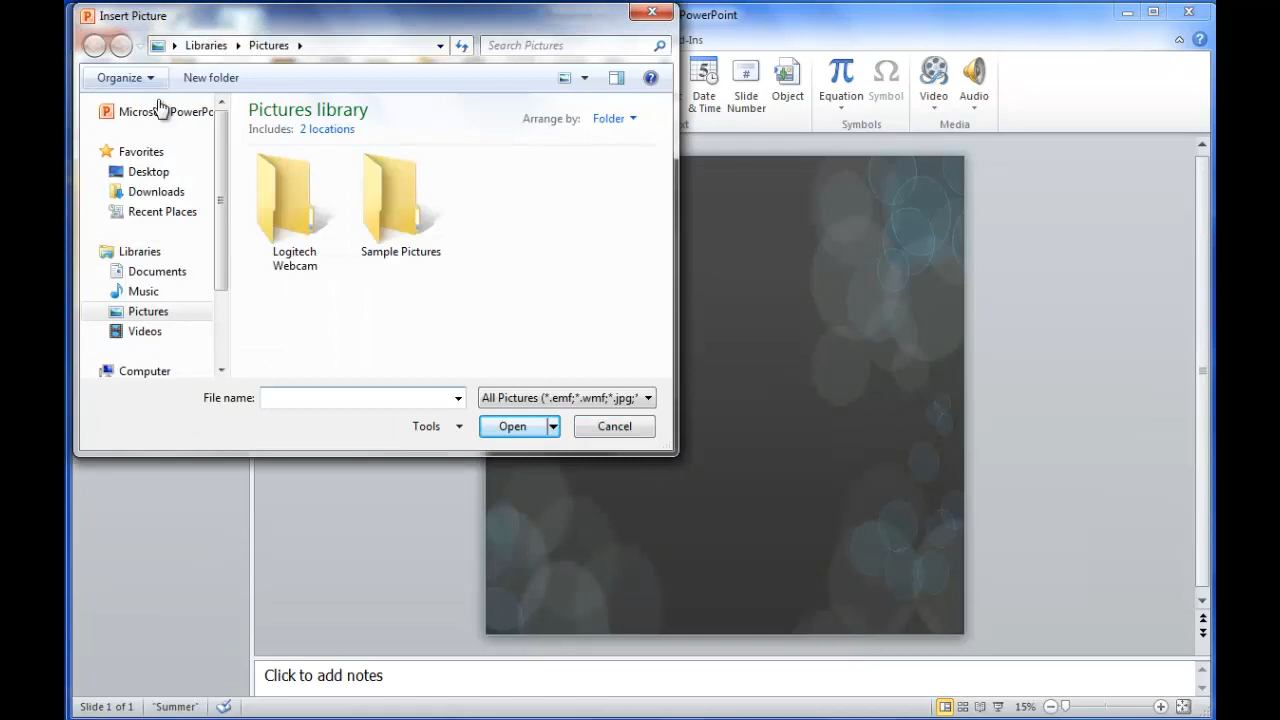 Insert Picture
PowerPoint
Libraries
Pictures
Search Pictures
d-Ins
Organize
New folder
Date & Time
Slide Number
Object
Equation
Symbol
Video
Audio
Symbols
Media
Pictures library
Includes: 2 locations
Arrange by: Folder
Favorites
Desktop
Downloads
Recent Places
Libraries
Documents
Music
Pictures
Videos
Computer
Logitech
Webcam
Sample Pictures
File name:
All Pictures (*.emf;*.wmf;*.jpg;*
Tools
Open
Cancel
Click to add notes
Slide 1 of 1
"Summer"
15%